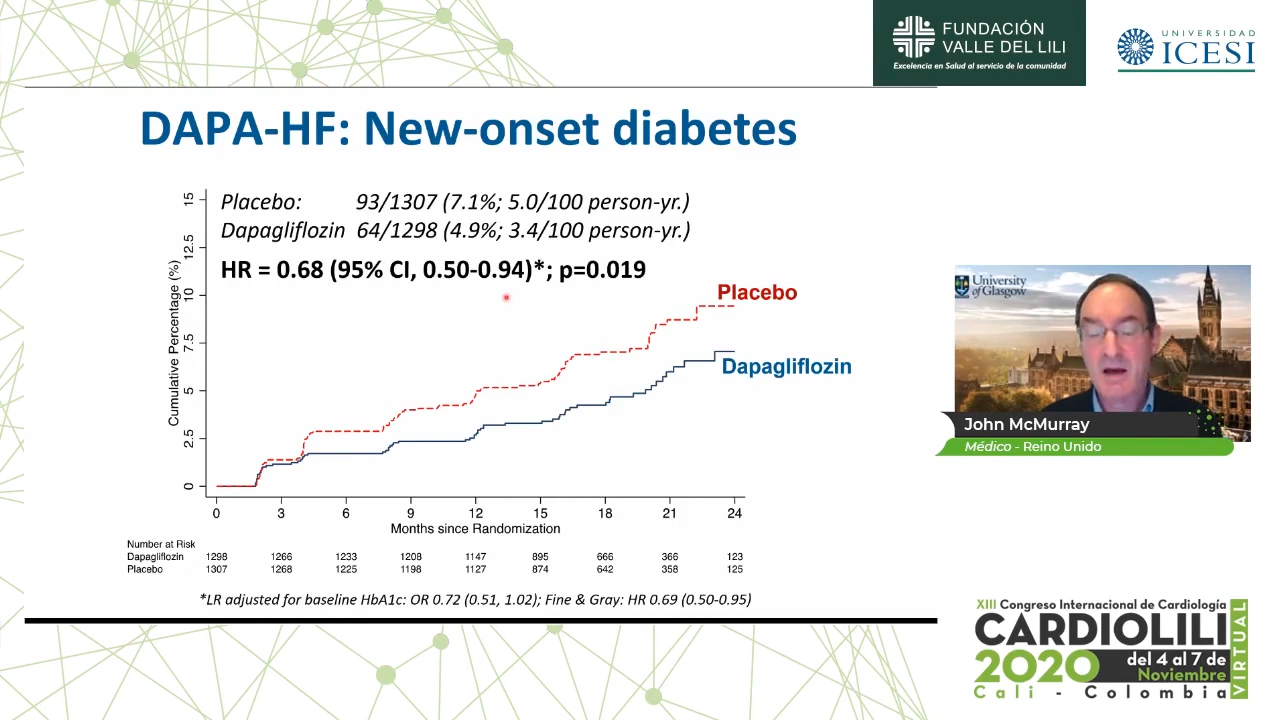 FUNDACIÓN
VALLE DEL LILI
Excelencia en Salud al servicio de la comunidad
UNIVERSIDAD
ICESI
DAPA-HF: New-onset diabetes
Placebo: 93/1307 (7.1%; 5.0/100 person-yr.)
Dapagliflozin 64/1298 (4.9%; 3.4/100 person-yr.)
HR = 0.68 (95% CI, 0.50-0.94)*; p=0.019
Cumulative Percentage (%)
15
12.5
10
7.5
5
2.5
0
Placebo
Dapagliflozin
0 3 6 9 12 15 18 21 24
Months since Randomization
Number at Risk
Dapagliflozin 1298 1266 1233 1208 1147 895 666 366 123
Placebo 1307 1268 1225 1198 1127 874 642 358 125
*LR adjusted for baseline HbA1c: OR 0.72 (0.51, 1.02); Fine & Gray: HR 0.69 (0.50-0.95)
University
of Glasgow
John McMurray
Médico - Reino Unido
XIII Congreso Internacional de Cardiología
CARDIOLILI
2020 del 4 al 7 de
Noviembre
Cali - Colombia
VIRTUAL